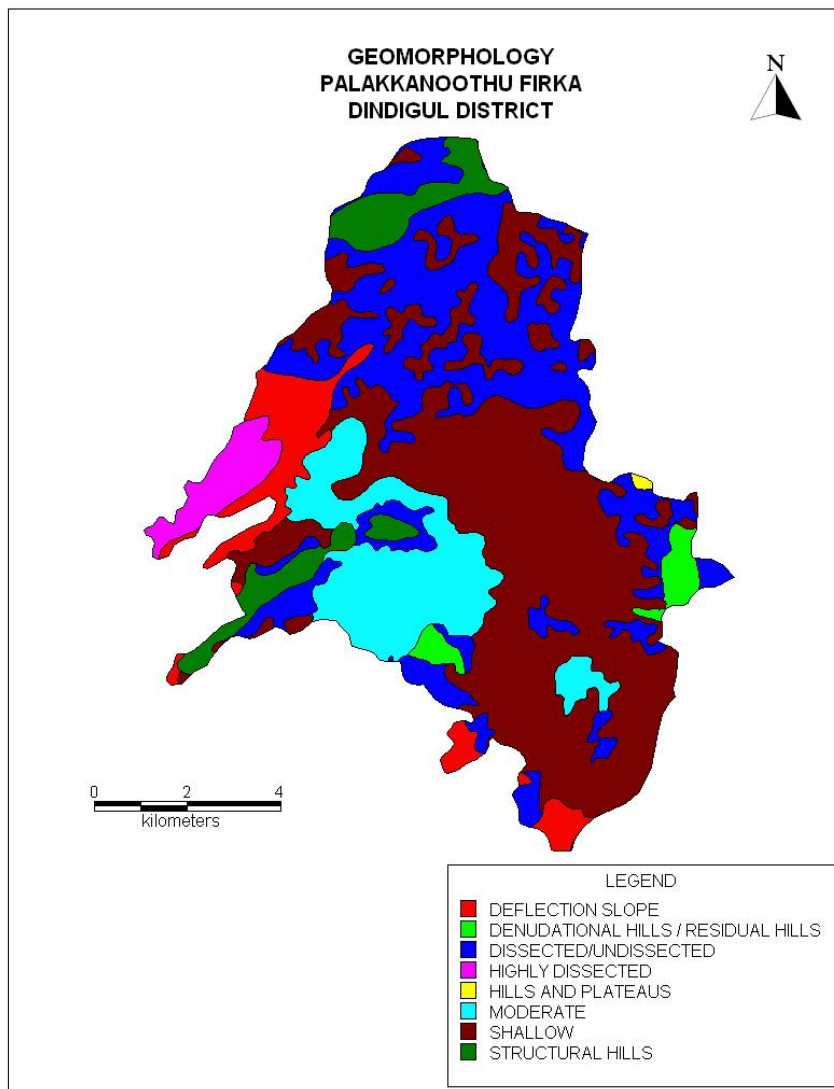 GEOMORPHOLOGY
PALAKKANOOTHU FIRKA
DINDIGUL DISTRICT
N
0 2 4
kilometers
LEGEND
DEFLECTION SLOPE
DENUDATIONAL HILLS / RESIDUAL HILLS
DISSECTED/UNDISSECTED
HIGHLY DISSECTED
HILLS AND PLATEAUS
MODERATE
SHALLOW
STRUCTURAL HILLS